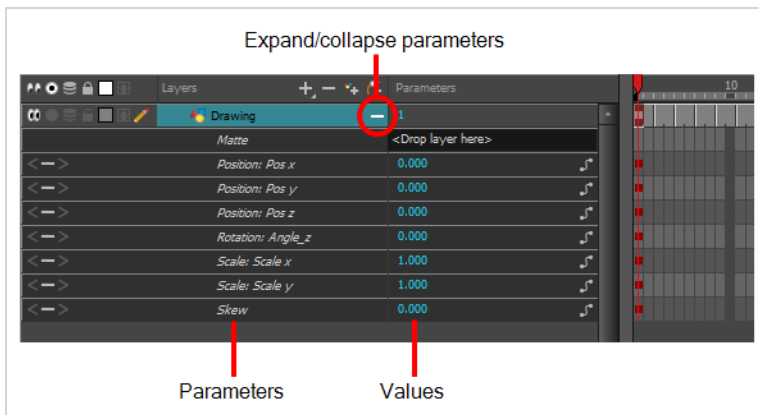 Expand/collapse parameters
Layers Parameters 10
Drawing 1
Matte <Drop layer here>
Position: Pos x 0.000
Position: Pos y 0.000
Position: Pos z 0.000
Rotation: Angle_z 0.000
Scale: Scale x 1.000
Scale: Scale y 1.000
Skew 0.000
Parameters Values